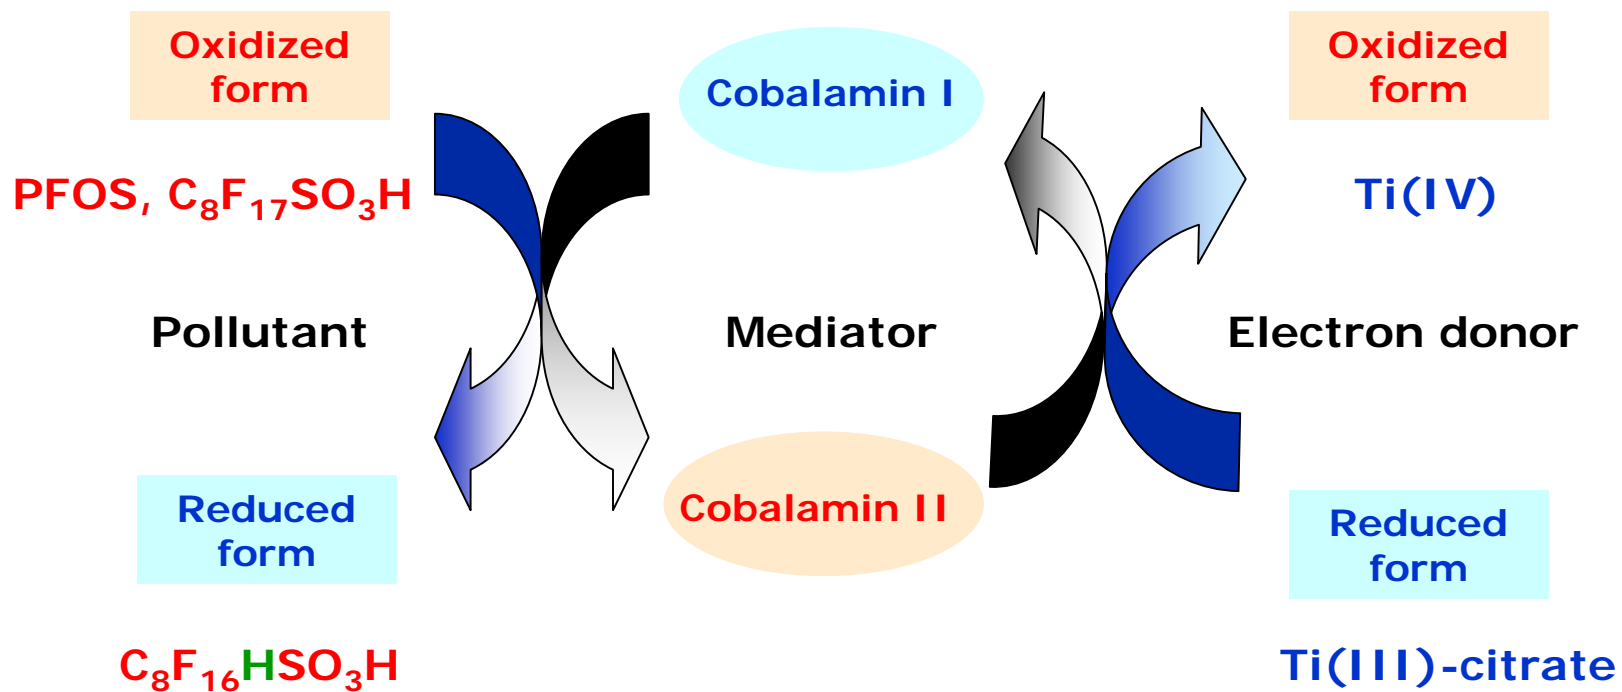 Oxidized
form
Cobalamin I
Oxidized
form
PFOS, C₈F₁₇SO₃H
Ti(IV)
Pollutant
Mediator
Electron donor
Reduced
form
Cobalamin II
Reduced
form
C₈F₁₆HSO₃H
Ti(III)-citrate